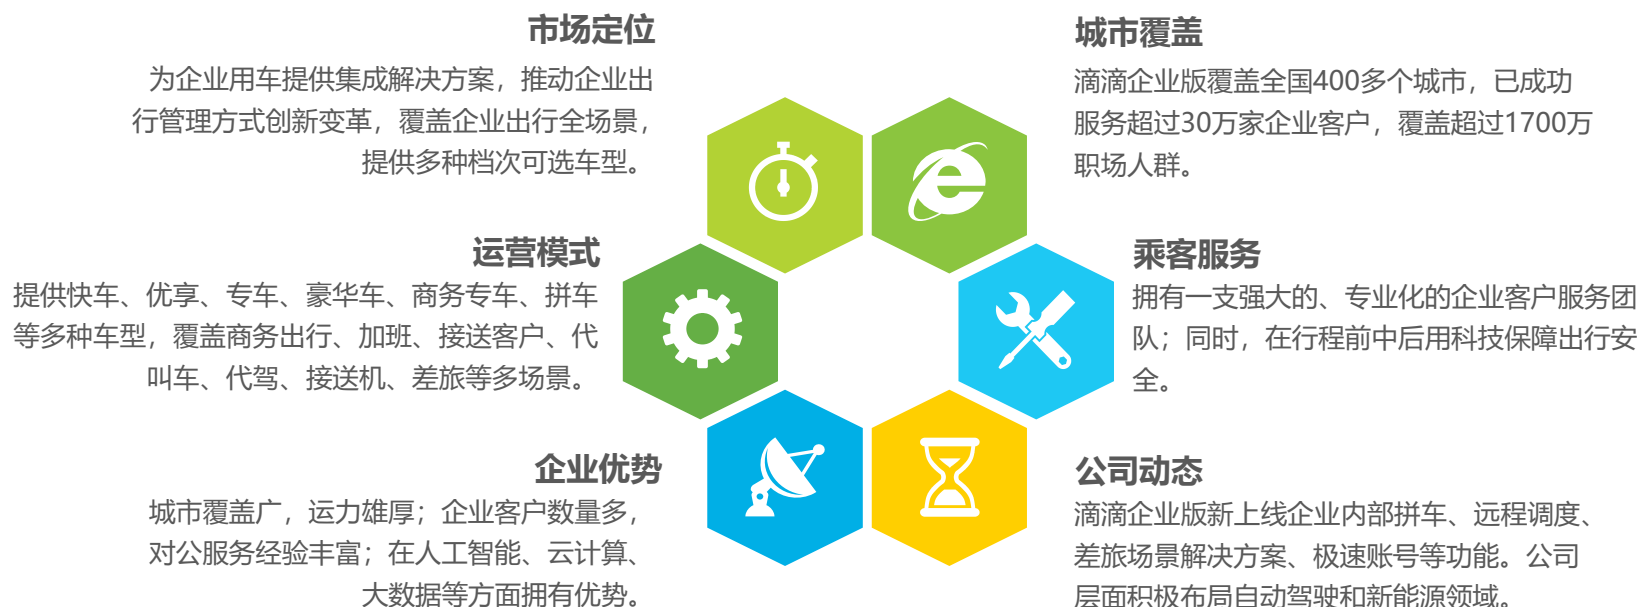 市场定位
为企业用车提供集成解决方案，推动企业出
行管理方式创新变革，覆盖企业出行全场景，
提供多种档次可选车型。
城市覆盖
滴滴企业版覆盖全国400多个城市，已成功
服务超过30万家企业客户，覆盖超过1700万
职场人群。
运营模式
提供快车、优享、专车、豪华车、商务专车、拼车
等多种车型，覆盖商务出行、加班、接送客户、代
叫车、代驾、接送机、差旅等多场景。
乘客服务
拥有一支强大的、专业化的企业客户服务团
队；同时，在行程前中后用科技保障出行安
全。
企业优势
城市覆盖广，运力雄厚；企业客户数量多，
对公服务经验丰富；在人工智能、云计算、
大数据等方面拥有优势。
公司动态
滴滴企业版新上线企业内部拼车、远程调度、
差旅场景解决方案、极速账号等功能。公司
层面积极布局自动驾驶和新能源领域。